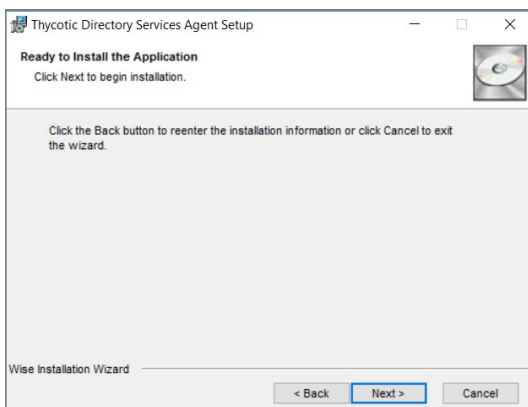 Thycotic Directory Services Agent Setup
Ready to Install the Application
Click Next to begin installation.
Click the Back button to reenter the installation information or click Cancel to exit
the wizard.
Wise Installation Wizard
< Back
Next >
Cancel